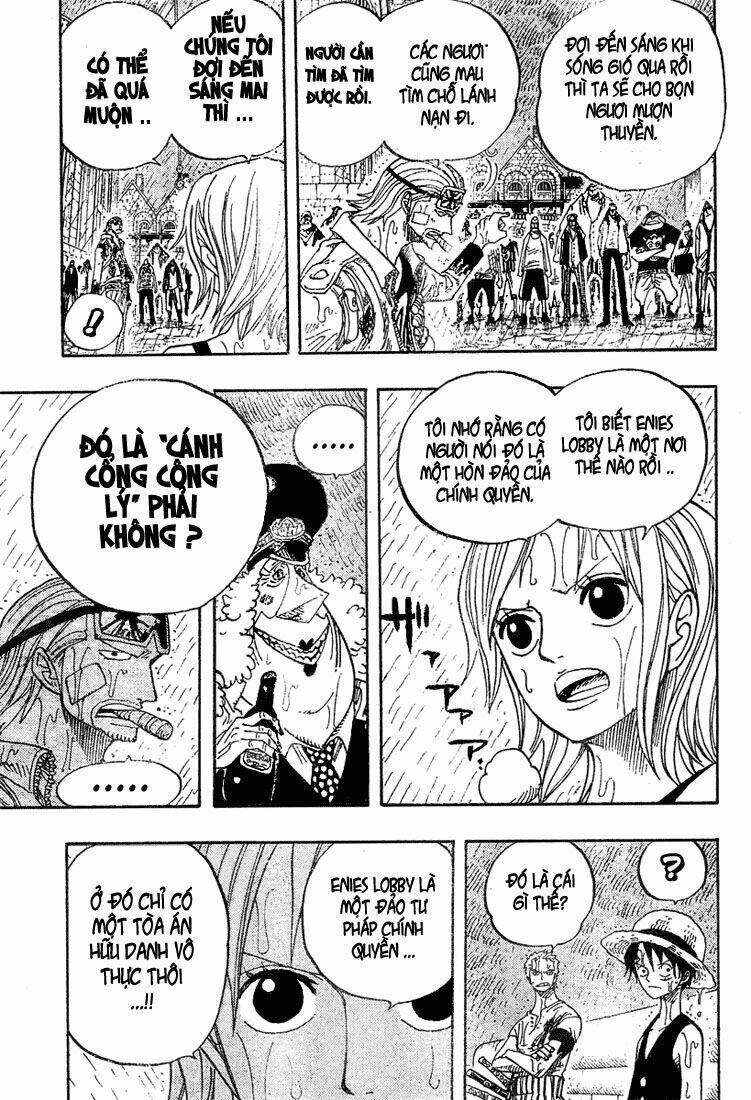 ĐỢI ĐẾN SÁNG KHI
SÓNG GIÓ QUA RỒI
THÌ TA SẼ CHO BỌN
NGƯƠI MƯỢN
THUYỀN.
CÁC NGƯƠI
CŨNG MAU
TÌM CHỖ LÁNH
NẠN ĐI.
NGƯỜI CẦN
TÌM ĐÃ TÌM
ĐƯỢC RỒI.
NẾU
CHÚNG TÔI
ĐỢI ĐẾN
SÁNG MAI
THÌ ...
CÓ THỂ
ĐÃ QUÁ
MUỘN ..
!
TÔI BIẾT ENIES
LOBBY LÀ MỘT NƠI
THẾ NÀO RỒI ..
TÔI NHỚ RẰNG CÓ
NGƯỜI NÓI ĐÓ LÀ
MỘT HÒN ĐẢO CỦA
CHÍNH QUYỀN.
ザァァァ
.....
ĐÓ LÀ "CÁNH
CỔNG CÔNG
LÝ" PHẢI
KHÔNG ?
.....
?
ĐÓ LÀ CÁI
GÌ THẾ?
ENIES LOBBY LÀ
MỘT ĐẢO TƯ
PHÁP CHÍNH
QUYỀN ...
Ở ĐÓ CHỈ CÓ
MỘT TÒA ÁN
HỮU DANH VÔ
THỰC THÔI
...!!